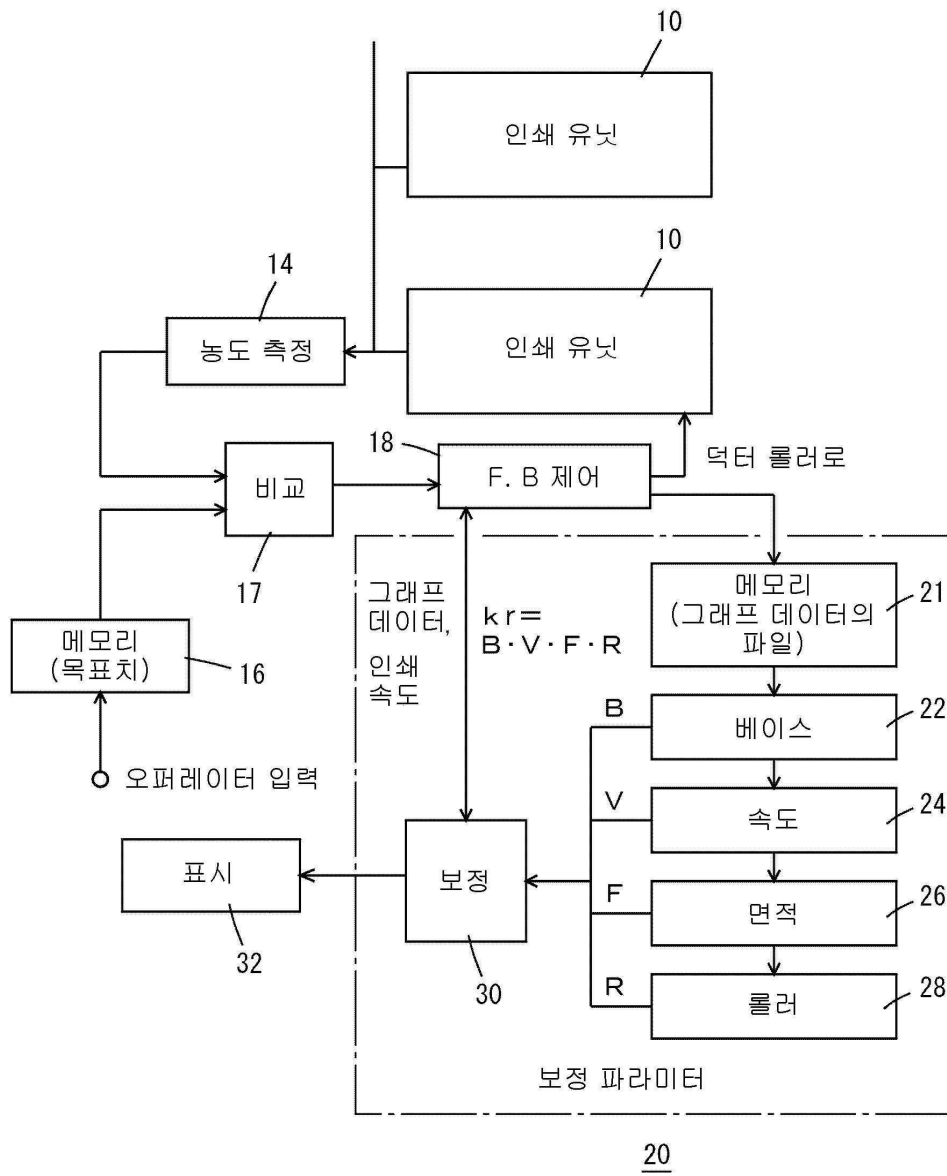 10
인쇄 유닛
10
인쇄 유닛
14
농도 측정
18
F. B 제어
덕터 롤러로
비교
17
메모리
(목표치)
16
오퍼레이터 입력
그래프
데이터,
인쇄
속도
kr=
B·V·F·R
메모리
(그래프 데이터의
파일)
21
B
베이스
22
V
속도
24
F
면적
26
R
롤러
28
보정
30
표시
32
보정 파라미터
20